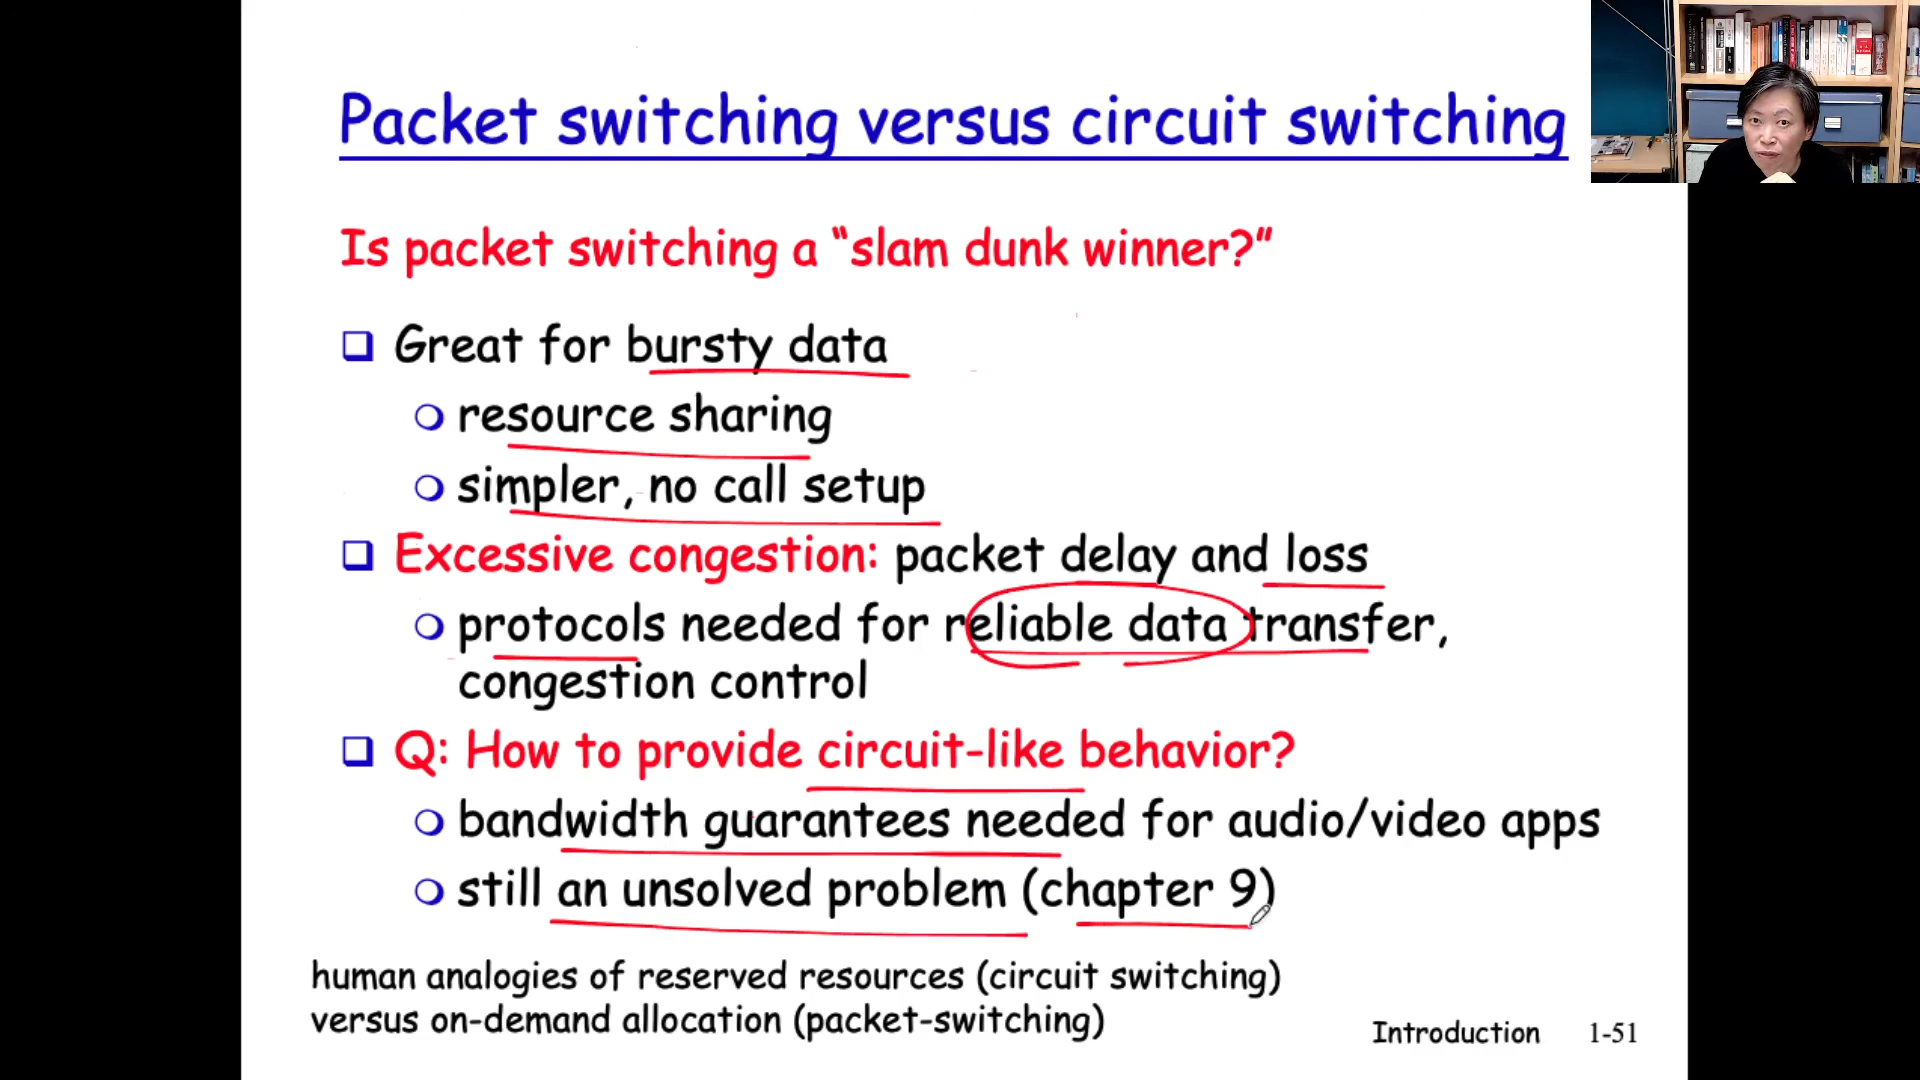 Packet switching versus circuit switching
Is packet switching a “slam dunk winner?”
Great for bursty data
resource sharing
simpler, no call setup
Excessive congestion: packet delay and loss
protocols needed for reliable data transfer,
congestion control
Q: How to provide circuit-like behavior?
bandwidth guarantees needed for audio/video apps
still an unsolved problem (chapter 9)
human analogies of reserved resources (circuit switching)
versus on-demand allocation (packet-switching)
Introduction 1-51